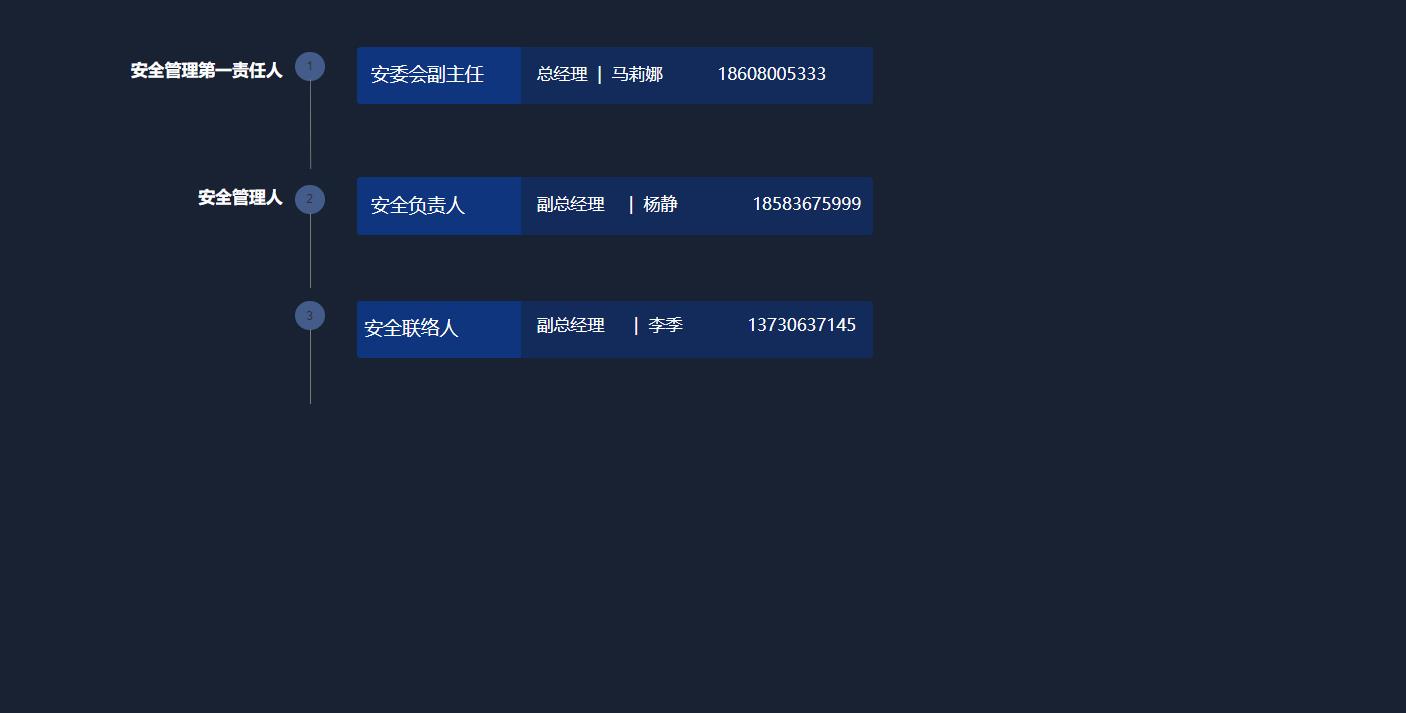 安全管理第一责任人 1 安委会副主任 总经理 | 马莉娜 18608005333
安全管理人 2 安全负责人 副总经理 | 杨静 18583675999
3 安全联络人 副总经理 | 李季 13730637145